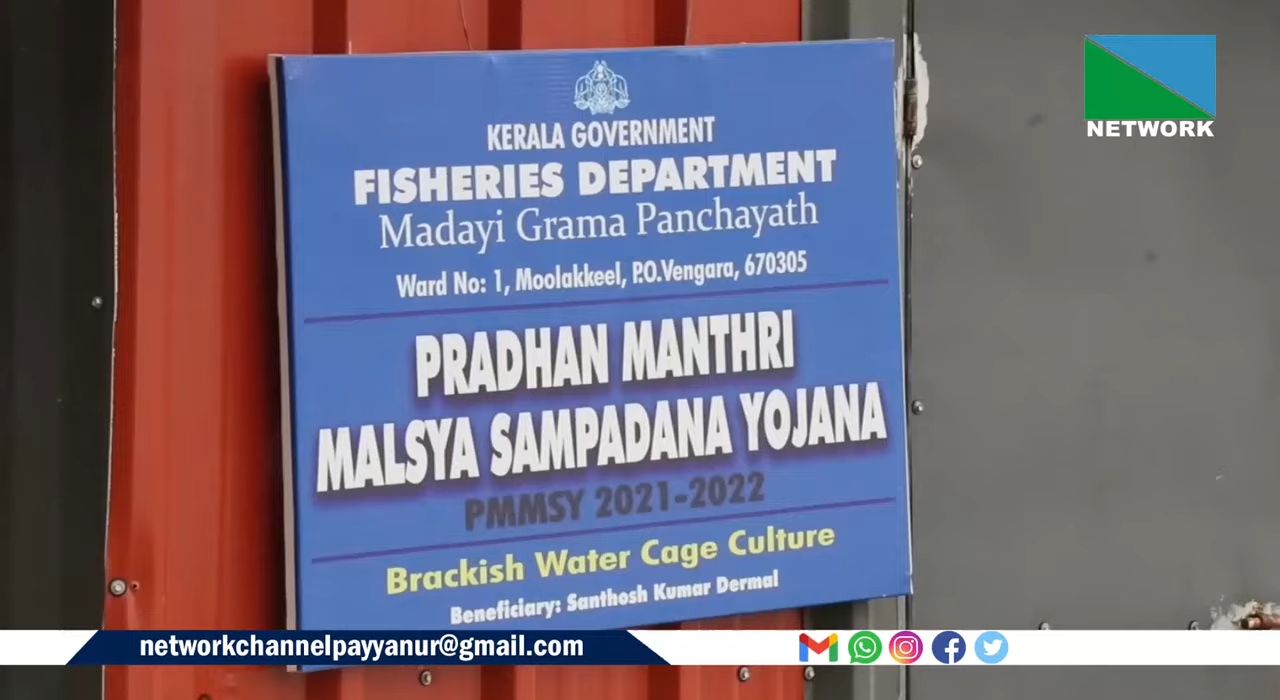 KERALA GOVERNMENT
FISHERIES DEPARTMENT
Madayi Grama Panchayath
Ward No: 1, Moolakkeel, P.O.Vengara, 670305
PRADHAN MANTHRI
MALSYA SAMPADANA YOJANA
PMMSY 2021-2022
Brackish Water Cage Culture
Beneficiary: Santhosh Kumar Dermal
NETWORK
networkchannelpayyanur@gmail.com